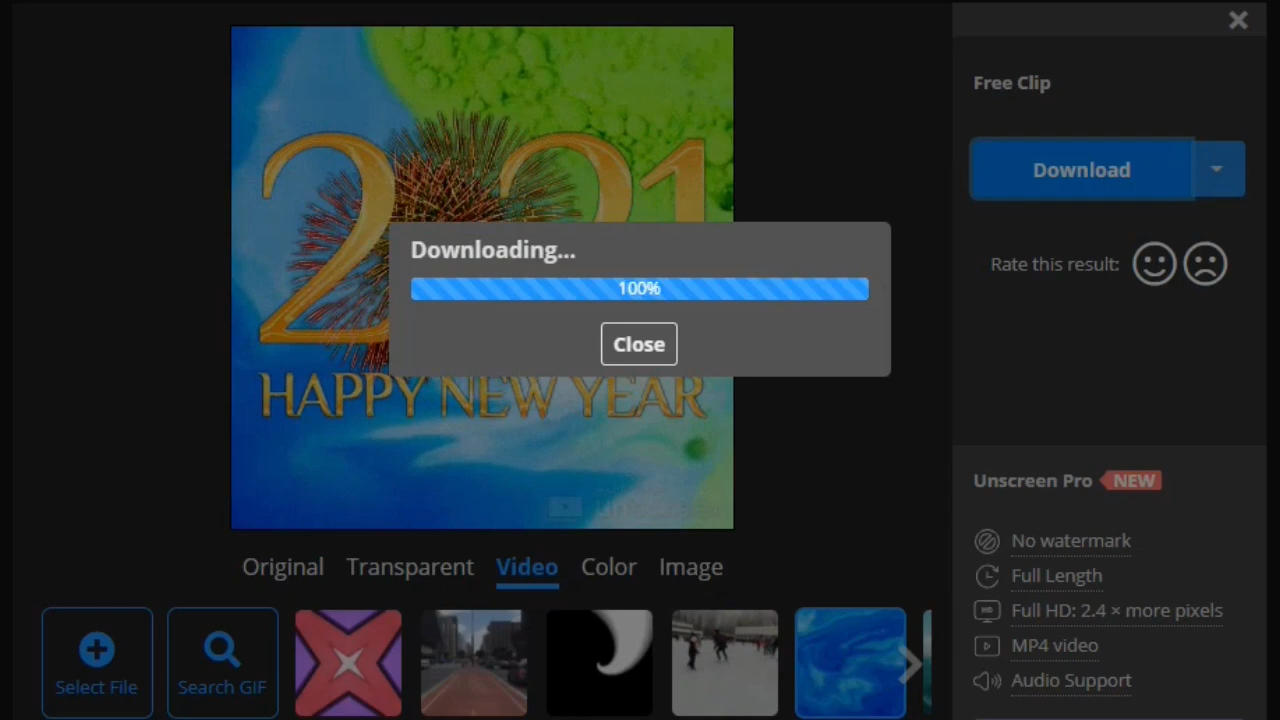 Free Clip
Download
Rate this result:
2021
Downloading...
100%
Close
HAPPY NEW YEAR
Unscreen Pro NEW
No watermark
Full Length
HD Full HD: 2.4 × more pixels
MP4 video
Audio Support
Original Transparent Video Color Image
Select File Search GIF